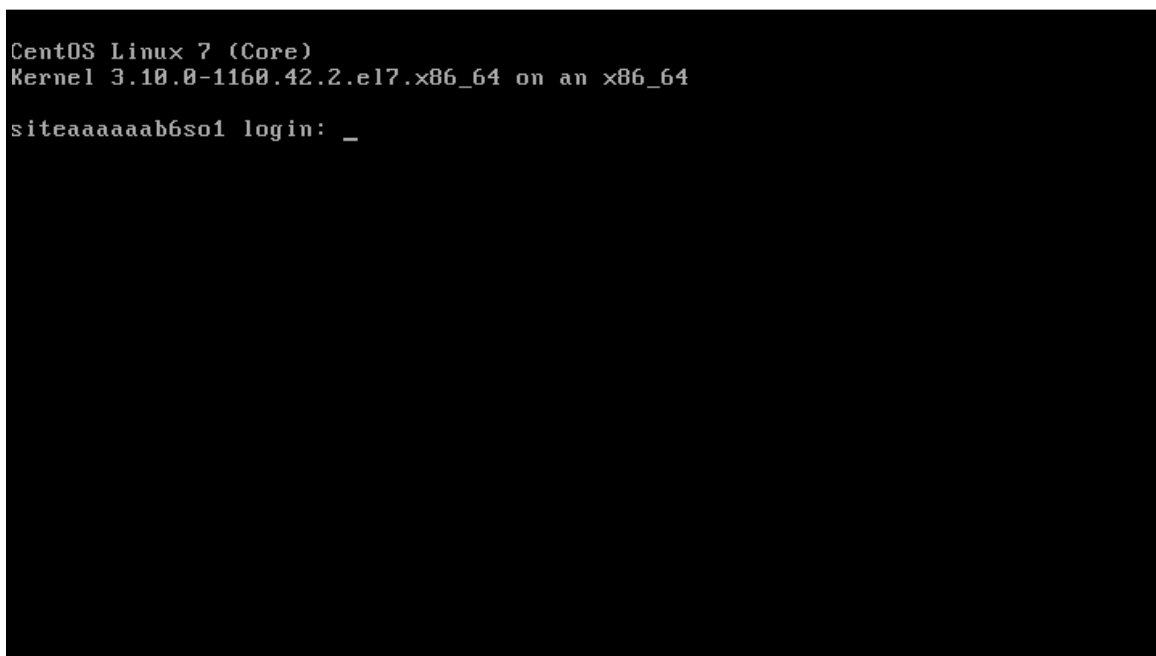 CentOS Linux 7 (Core)
Kernel 3.10.0-1160.42.2.el7.x86_64 on an x86_64
siteaaaaaab6so1 login: _